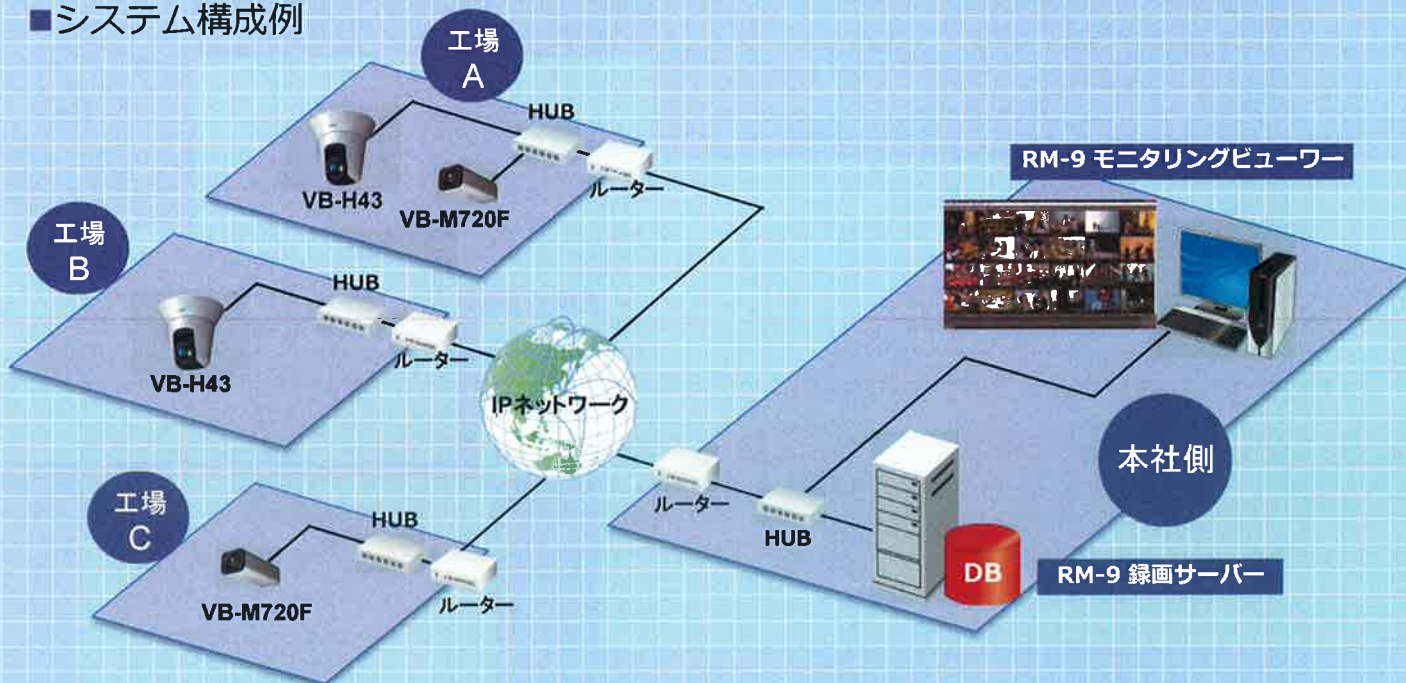 ■システム構成例
工場
A
HUB
ルーター
VB-H43
VB-M720F
工場
B
HUB
ルーター
VB-H43
IPネットワーク
工場
C
HUB
ルーター
VB-M720F
RM-9 モニタリングビューワー
本社側
ルーター
HUB
DB
RM-9 録画サーバー